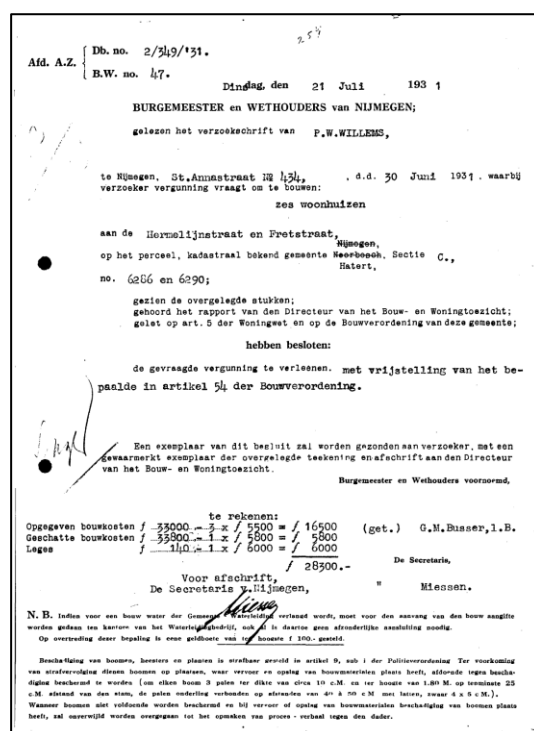 25⁴
Afd. A.Z. { Db. no. 2/349/'31.
B.W. no. 47.
Dinsdag, den 21 Juli 1931
BURGEMEESTER en WETHOUDERS van NIJMEGEN;
gelezen het verzoekschrift van P.W.WILLEMS,
te Nijmegen, St.Annastraat № 434, , d.d. 30 Juni 1931. waarbij
verzoeker vergunning vraagt om te bouwen:
zes woonhuizen
aan de Hermelijnstraat en Fretstraat,
Nijmegen,
op het perceel, kadastraal bekend gemeente Neerbosch, Sectie C.,
Hatert,
no. 6286 en 6290;
gezien de overgelegde stukken;
gehoord het rapport van den Directeur van het Bouw- en Woningtoezicht;
gelet op art. 5 der Woningwet en op de Bouwverordening van deze gemeente;
hebben besloten:
de gevraagde vergunning te verleenen. met vrijstelling van het be-
paalde in artikel 54 der Bouwverordening.
Een exemplaar van dit besluit zal worden gezonden aan verzoeker, met een
gewaarmerkt exemplaar der overgelegde teekening en afschrift aan den Directeur
van het Bouw- en Woningtoezicht.
Burgemeester en Wethouders voornoemd,
te rekenen:
Opgegeven bouwkosten ƒ 33000 - 3 x ƒ 5500 = ƒ 16500 (get.) G.M.Busser,l.B.
Geschatte bouwkosten ƒ 33800 - 1 x ƒ 5800 = ƒ 5800
Leges ƒ 140 - 1 x ƒ 6000 = ƒ 6000
De Secretaris,
ƒ 28300.-
Voor afschrift,
De Secretaris v.Nijmegen, " Miessen.
Miessen
N. B. Indien voor een bouw water der Gemeente-Waterleiding verlangd wordt, moet voor den aanvang van den bouw aangifte
worden gedaan ten kantore van het Waterleidingbedrijf, ook al is daartoe geen afzonderlijke aansluiting noodig.
Op overtreding dezer bepaling is eene geldboete van ten hoogste f 100.- gesteld.
Beschadiging van boomen, heesters en planten is strafbaar gesteld in artikel 9, sub 1 der Politieverordening Ter voorkoming
van strafvervolging dienen boomen op plaatsen, waar vervoer en opslag van bouwmaterialen plaats heeft, afdoende tegen bescha-
diging beschermd te worden (om elken boom 3 palen ter dikte van circa 10 c.M. en ter hoogte van 1.80 M. op tenminste 25
c.M. afstand van den stam, de palen onderling verbonden op afstanden van 40 à 50 c M met latten, zwaar 4 x 5 c M.).
Wanneer boomen niet voldoende worden beschermd en bij vervoer of opslag van bouwmaterialen beschadiging van boomen plaats
heeft, zal onverwijld worden overgegaan tot het opmaken van proces - verbaal tegen den dader.